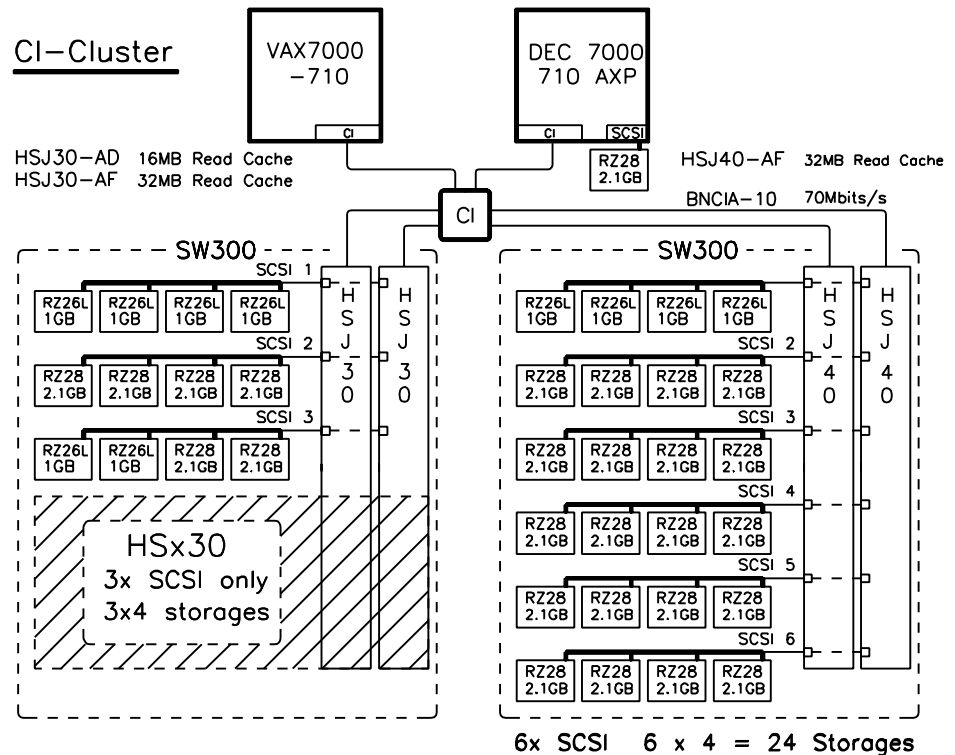 CI-Cluster
VAX7000
-710
CI
DEC 7000
710 AXP
CI
SCSI
RZ28
2.1GB
HSJ30-AD 16MB Read Cache
HSJ30-AF 32MB Read Cache
HSJ40-AF 32MB Read Cache
BNCIA-10 70Mbits/s
CI
SW300
SCSI 1
RZ26L RZ26L RZ26L RZ26L
1GB 1GB 1GB 1GB
SCSI 2
RZ28 RZ28 RZ28 RZ28
2.1GB 2.1GB 2.1GB 2.1GB
SCSI 3
RZ26L RZ26L RZ28 RZ28
1GB 1GB 2.1GB 2.1GB
HSJ30
HSJ30
HSx30
3x SCSI only
3x4 storages
SW300
SCSI 1
RZ26L RZ26L RZ26L RZ26L
1GB 1GB 1GB 1GB
SCSI 2
RZ28 RZ28 RZ28 RZ28
2.1GB 2.1GB 2.1GB 2.1GB
SCSI 3
RZ28 RZ28 RZ28 RZ28
2.1GB 2.1GB 2.1GB 2.1GB
SCSI 4
RZ28 RZ28 RZ28 RZ28
2.1GB 2.1GB 2.1GB 2.1GB
SCSI 5
RZ28 RZ28 RZ28 RZ28
2.1GB 2.1GB 2.1GB 2.1GB
SCSI 6
RZ28 RZ28 RZ28 RZ28
2.1GB 2.1GB 2.1GB 2.1GB
HSJ40
HSJ40
6x SCSI 6 x 4 = 24 Storages